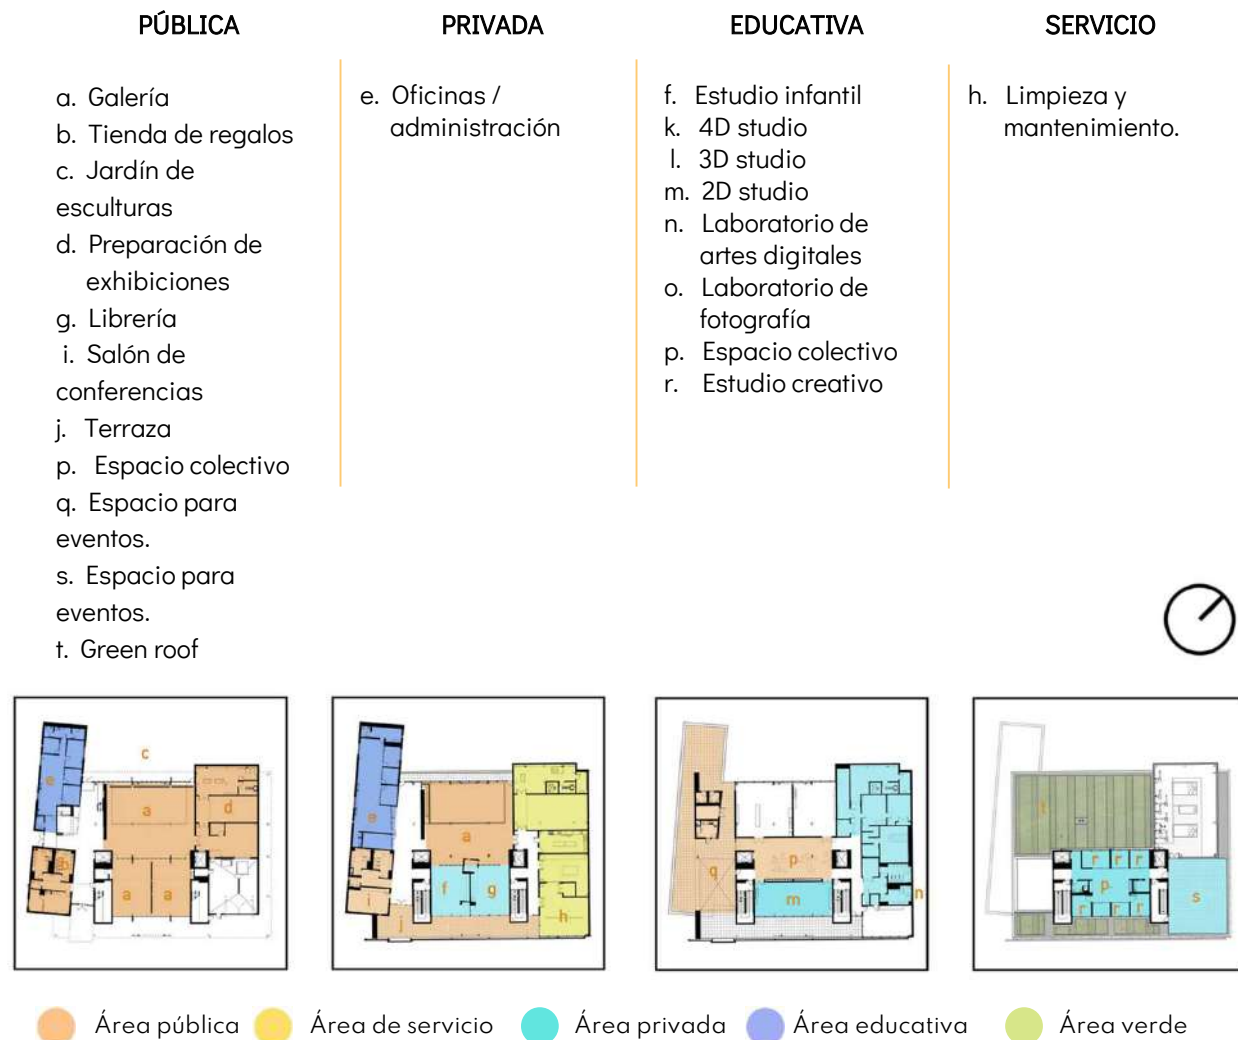 PÚBLICA
a. Galería
b. Tienda de regalos
c. Jardín de
esculturas
d. Preparación de
exhibiciones
g. Librería
i. Salón de
conferencias
j. Terraza
p. Espacio colectivo
q. Espacio para
eventos.
s. Espacio para
eventos.
t. Green roof
PRIVADA
e. Oficinas /
administración
EDUCATIVA
f. Estudio infantil
k. 4D studio
l. 3D studio
m. 2D studio
n. Laboratorio de
artes digitales
o. Laboratorio de
fotografía
p. Espacio colectivo
r. Estudio creativo
SERVICIO
h. Limpieza y
mantenimiento.
c
e
a
d
b
a a
e
a
f g
i
j
h
p
q
m
n
t
r r r
p
s
r r r
Área pública
Área de servicio
Área privada
Área educativa
Área verde